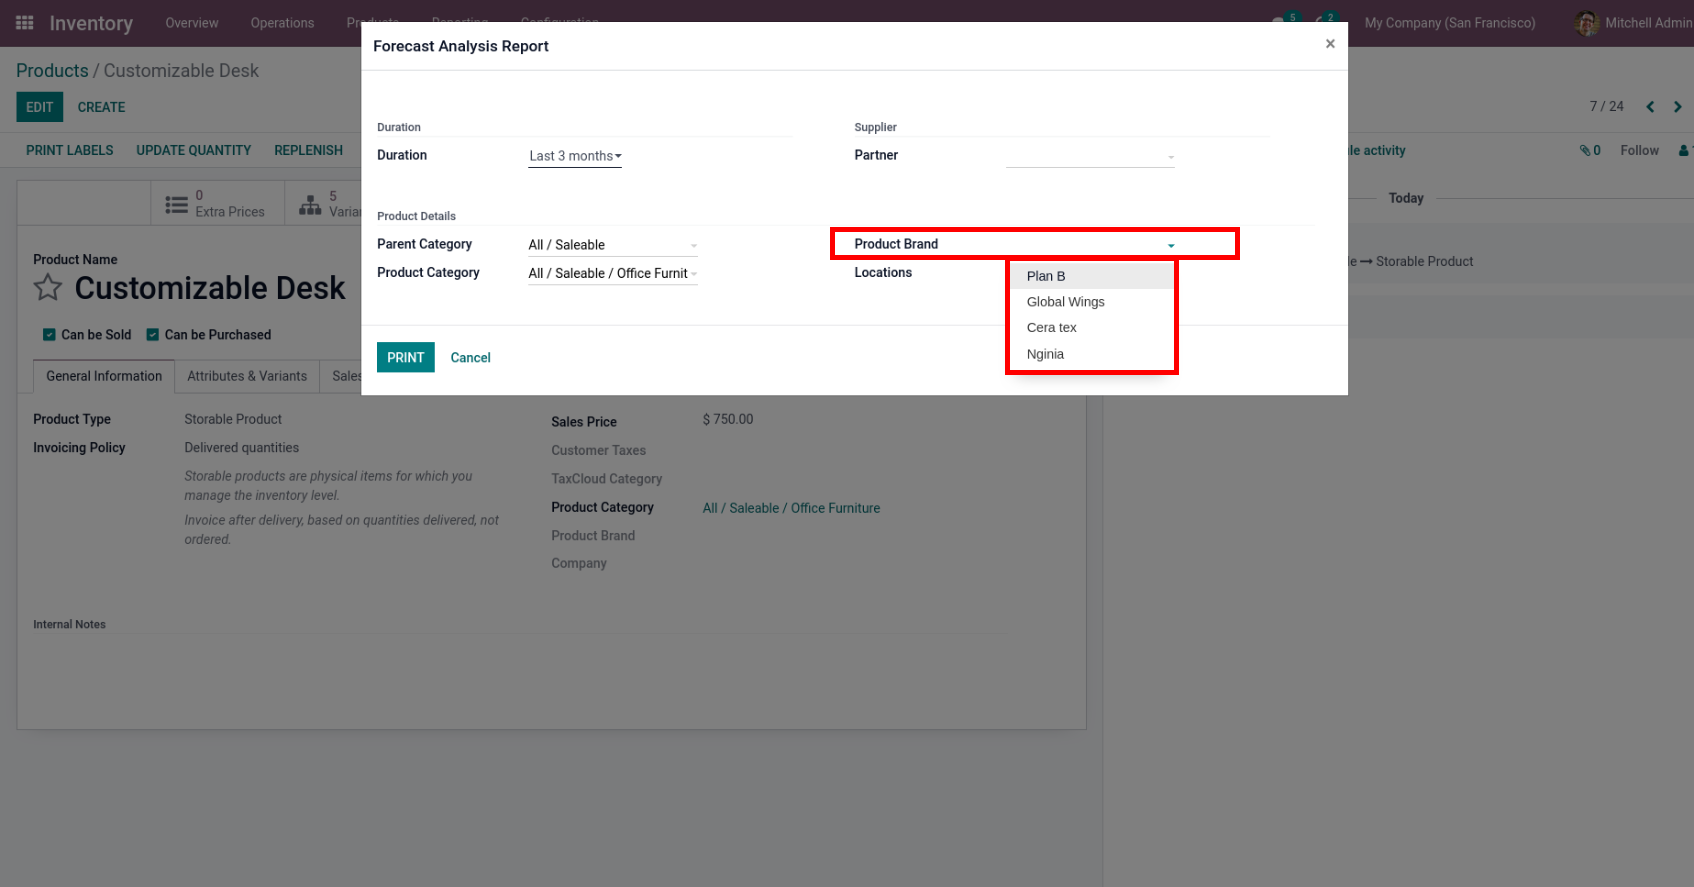 Inventory
Overview
Operations
5
2
My Company (San Francisco)
Mitchell Admin
Forecast Analysis Report
×
Products / Customizable Desk
EDIT
CREATE
7 / 24
PRINT LABELS
UPDATE QUANTITY
REPLENISH
activity
0
Follow
Duration
Duration
Last 3 months
Supplier
Partner
0
Extra Prices
5
Today
Product Details
Parent Category
All / Saleable
Product Brand
Product Category
All / Saleable / Office Furnit
Locations
Plan B
Global Wings
Cera tex
Nginia
Storable Product
Product Name
Customizable Desk
Can be Sold
Can be Purchased
PRINT
Cancel
General Information
Attributes & Variants
Sales
Product Type
Storable Product
Invoicing Policy
Delivered quantities
Storable products are physical items for which you
manage the inventory level.
Invoice after delivery, based on quantities delivered, not
ordered.
Sales Price
$ 750.00
Customer Taxes
TaxCloud Category
Product Category
All / Saleable / Office Furniture
Product Brand
Company
Internal Notes